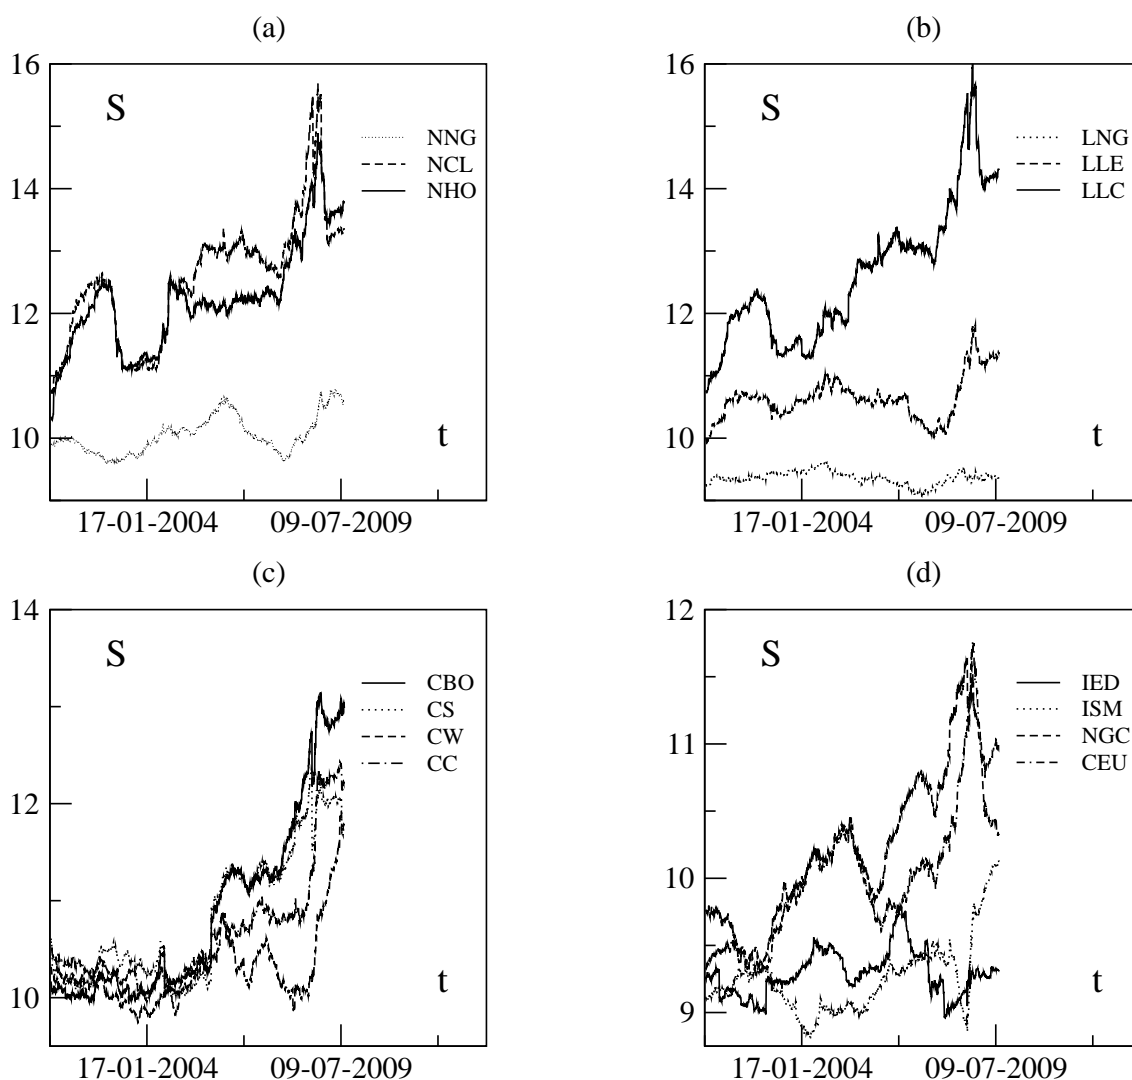 (a)
16
14
12
10
S
NNG
NCL
NHO
t
17-01-2004 09-07-2009
(b)
16
14
12
10
S
LNG
LLE
LLC
t
17-01-2004 09-07-2009
(c)
14
12
10
S
CBO
CS
CW
CC
t
17-01-2004 09-07-2009
(d)
12
11
10
9
S
IED
ISM
NGC
CEU
t
17-01-2004 09-07-2009